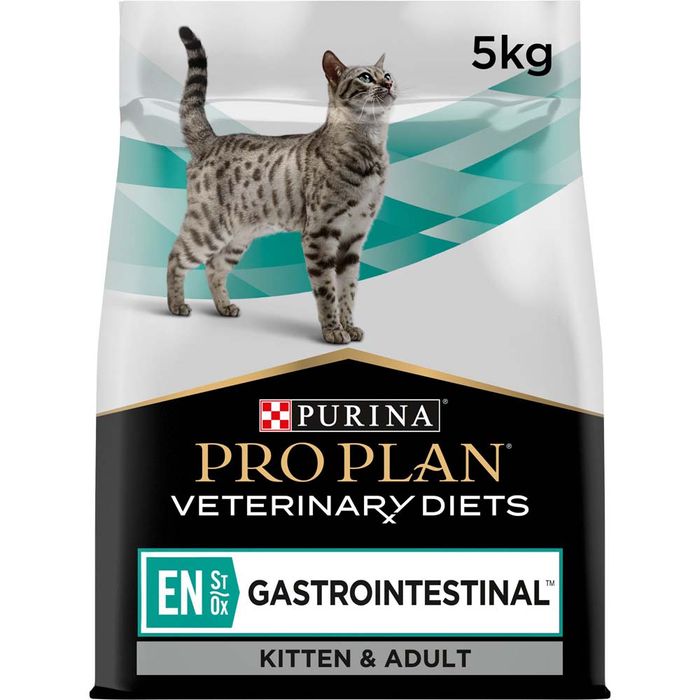 5kg
PURINA®
PRO PLAN®
VETERINARY DIETS
EN St/Ox GASTROINTESTINAL™
KITTEN & ADULT